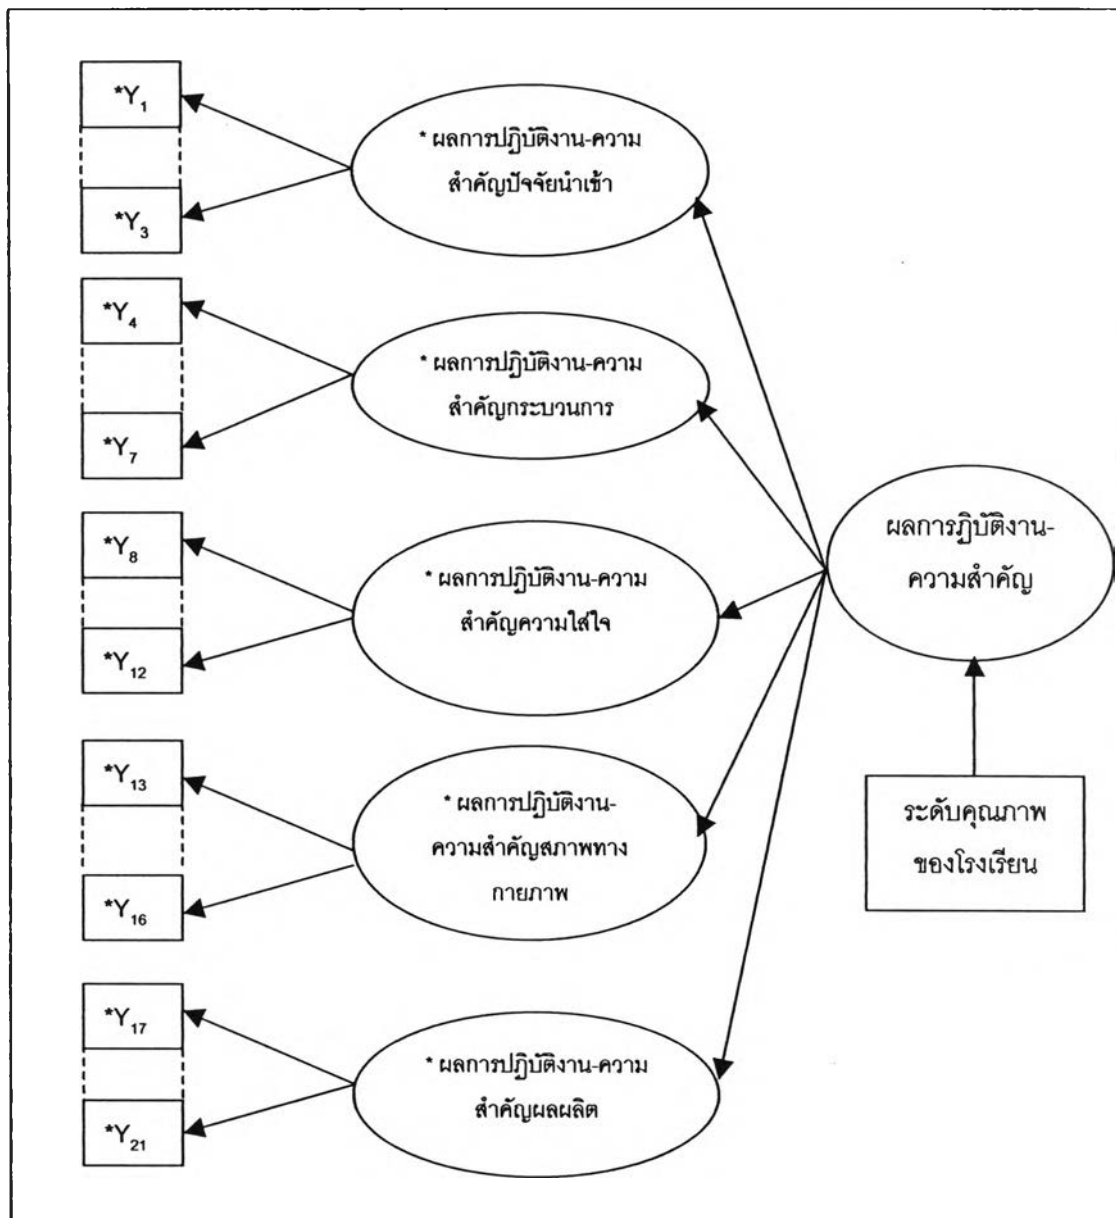 *Y1
*Y3
* ผลการปฏิบัติงาน-ความ
สำคัญปัจจัยนำเข้า
*Y4
*Y7
* ผลการปฏิบัติงาน-ความ
สำคัญกระบวนการ
*Y8
*Y12
* ผลการปฏิบัติงาน-ความ
สำคัญความใส่ใจ
*Y13
*Y16
* ผลการปฏิบัติงาน-
ความสำคัญสภาพทาง
กายภาพ
*Y17
*Y21
* ผลการปฏิบัติงาน-ความ
สำคัญผลผลิต
ผลการฏิบัติงาน-
ความสำคัญ
ระดับคุณภาพ
ของโรงเรียน